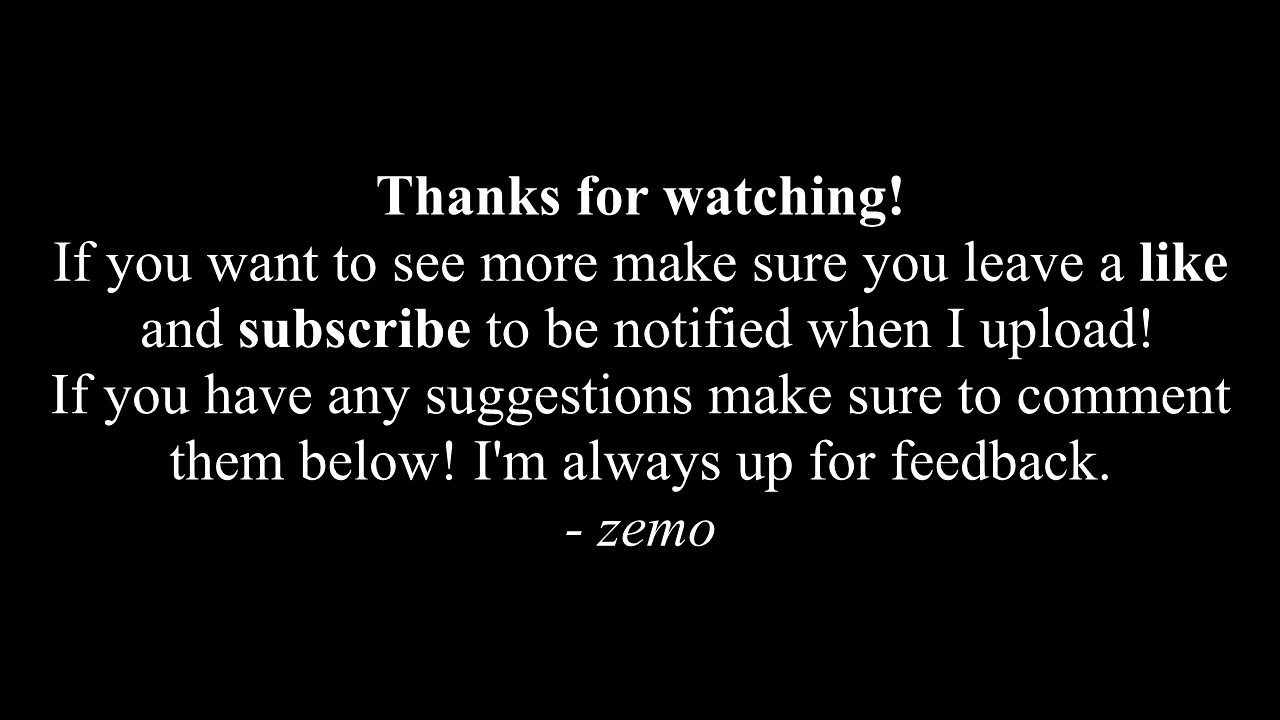 Thanks for watching!
If you want to see more make sure you leave a like
and subscribe to be notified when I upload!
If you have any suggestions make sure to comment
them below! I'm always up for feedback.
- zemo